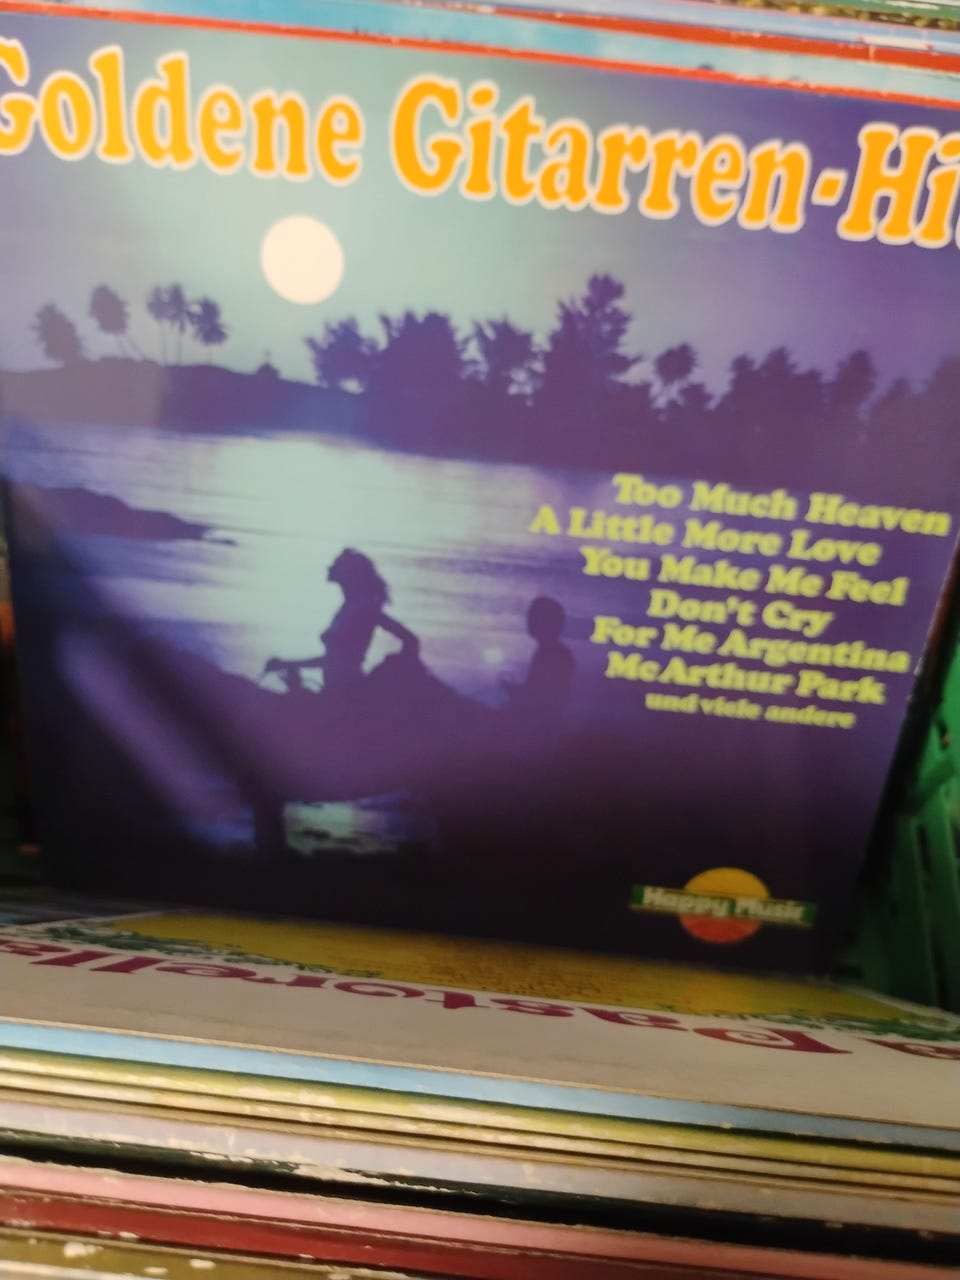 Goldene Gitarren-Hit
Too Much Heaven
A Little More Love
You Make Me Feel
Don't Cry
For Me Argentina
McArthur Park
und viele andere
Happy Music